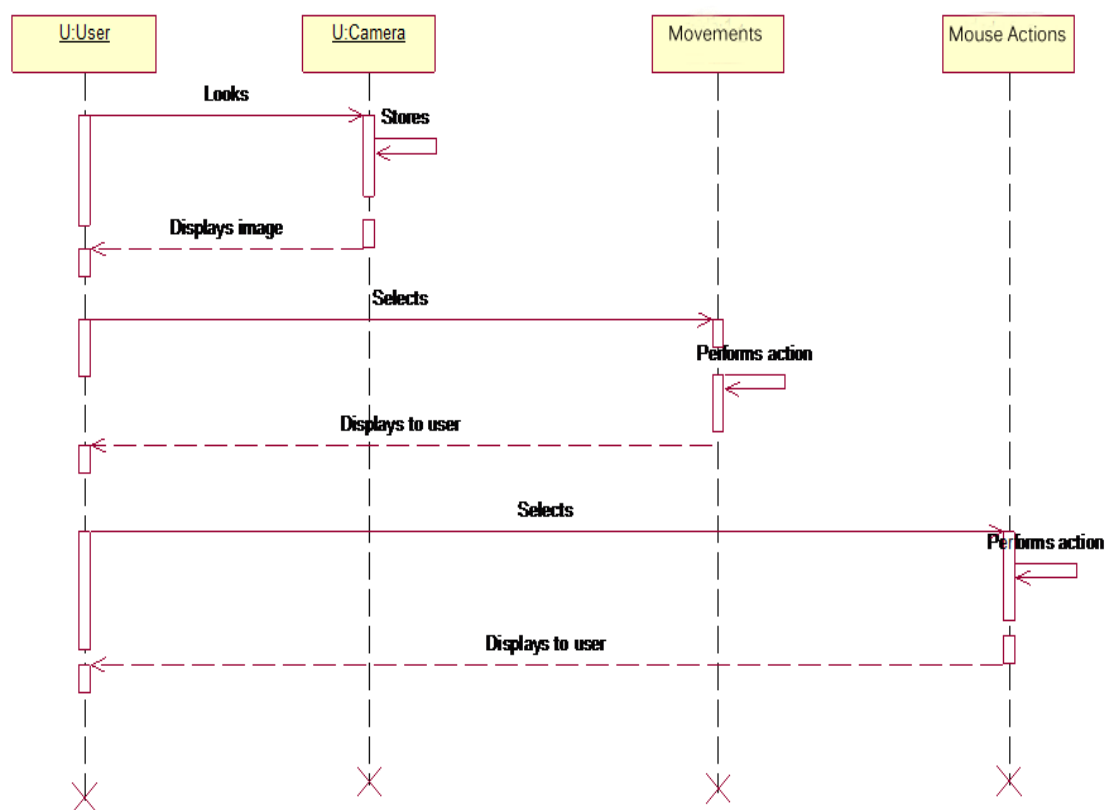 U:User
U:Camera
Movements
Mouse Actions
Looks
Stores
Displays image
Selects
Performs action
Displays to user
Selects
Performs action
Displays to user